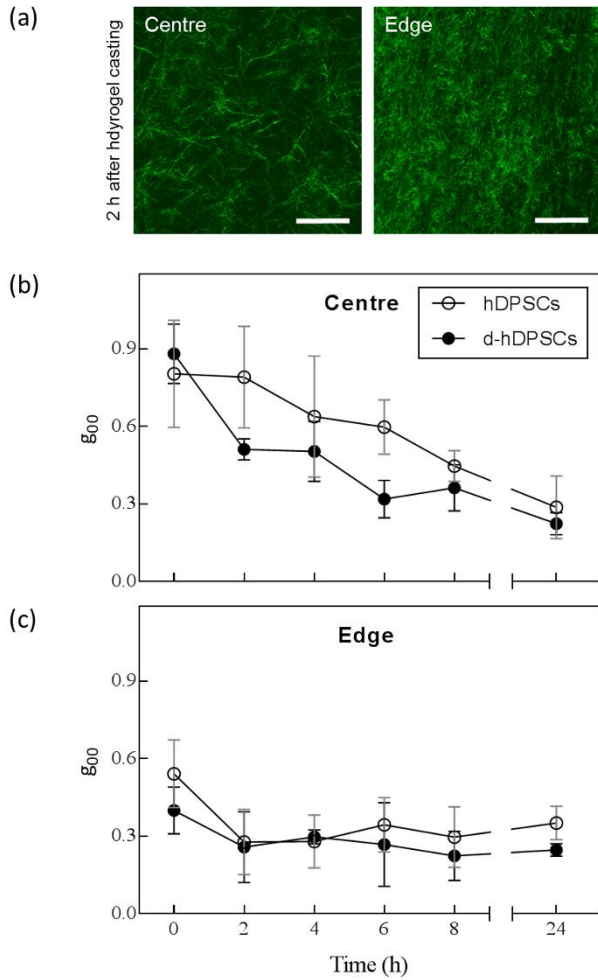 (a)
2 h after hdyrogel casting
Centre
Edge
(b)
Centre
hDPSCs
d-hDPSCs
g00
0.9
0.6
0.3
0.0
(c)
Edge
g00
0.9
0.6
0.3
0.0
0 2 4 6 8 24
Time (h)